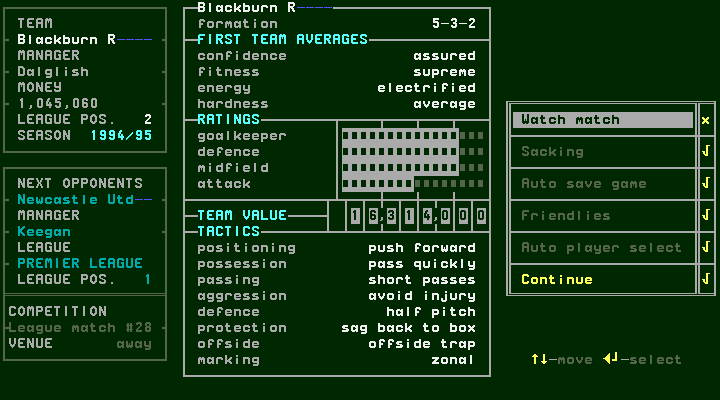 TEAM
Blackburn R
MANAGER
Dalglish
MONEY
1,045,060
LEAGUE POS. 2
SEASON 1994/95
NEXT OPPONENTS
Newcastle Utd
MANAGER
Keegan
LEAGUE
PREMIER LEAGUE
LEAGUE POS. 1
COMPETITION
League match #28
VENUE away
Blackburn R
formation 5-3-2
FIRST TEAM AVERAGES
confidence assured
fitness supreme
energy electrified
hardness average
RATINGS
goalkeeper
defence
midfield
attack
TEAM VALUE 16,314,000
TACTICS
positioning push forward
possession pass quickly
passing short passes
aggression avoid injury
defence half pitch
protection sag back to box
offside offside trap
marking zonal
Watch match x
Sacking √
Auto save game √
Friendlies √
Auto player select √
Continue √
↑↓—move ↵—select